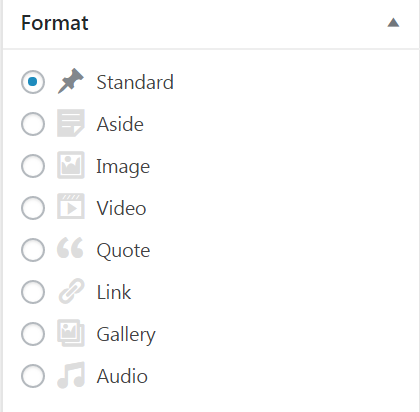 Format
Standard
Aside
Image
Video
Quote
Link
Gallery
Audio